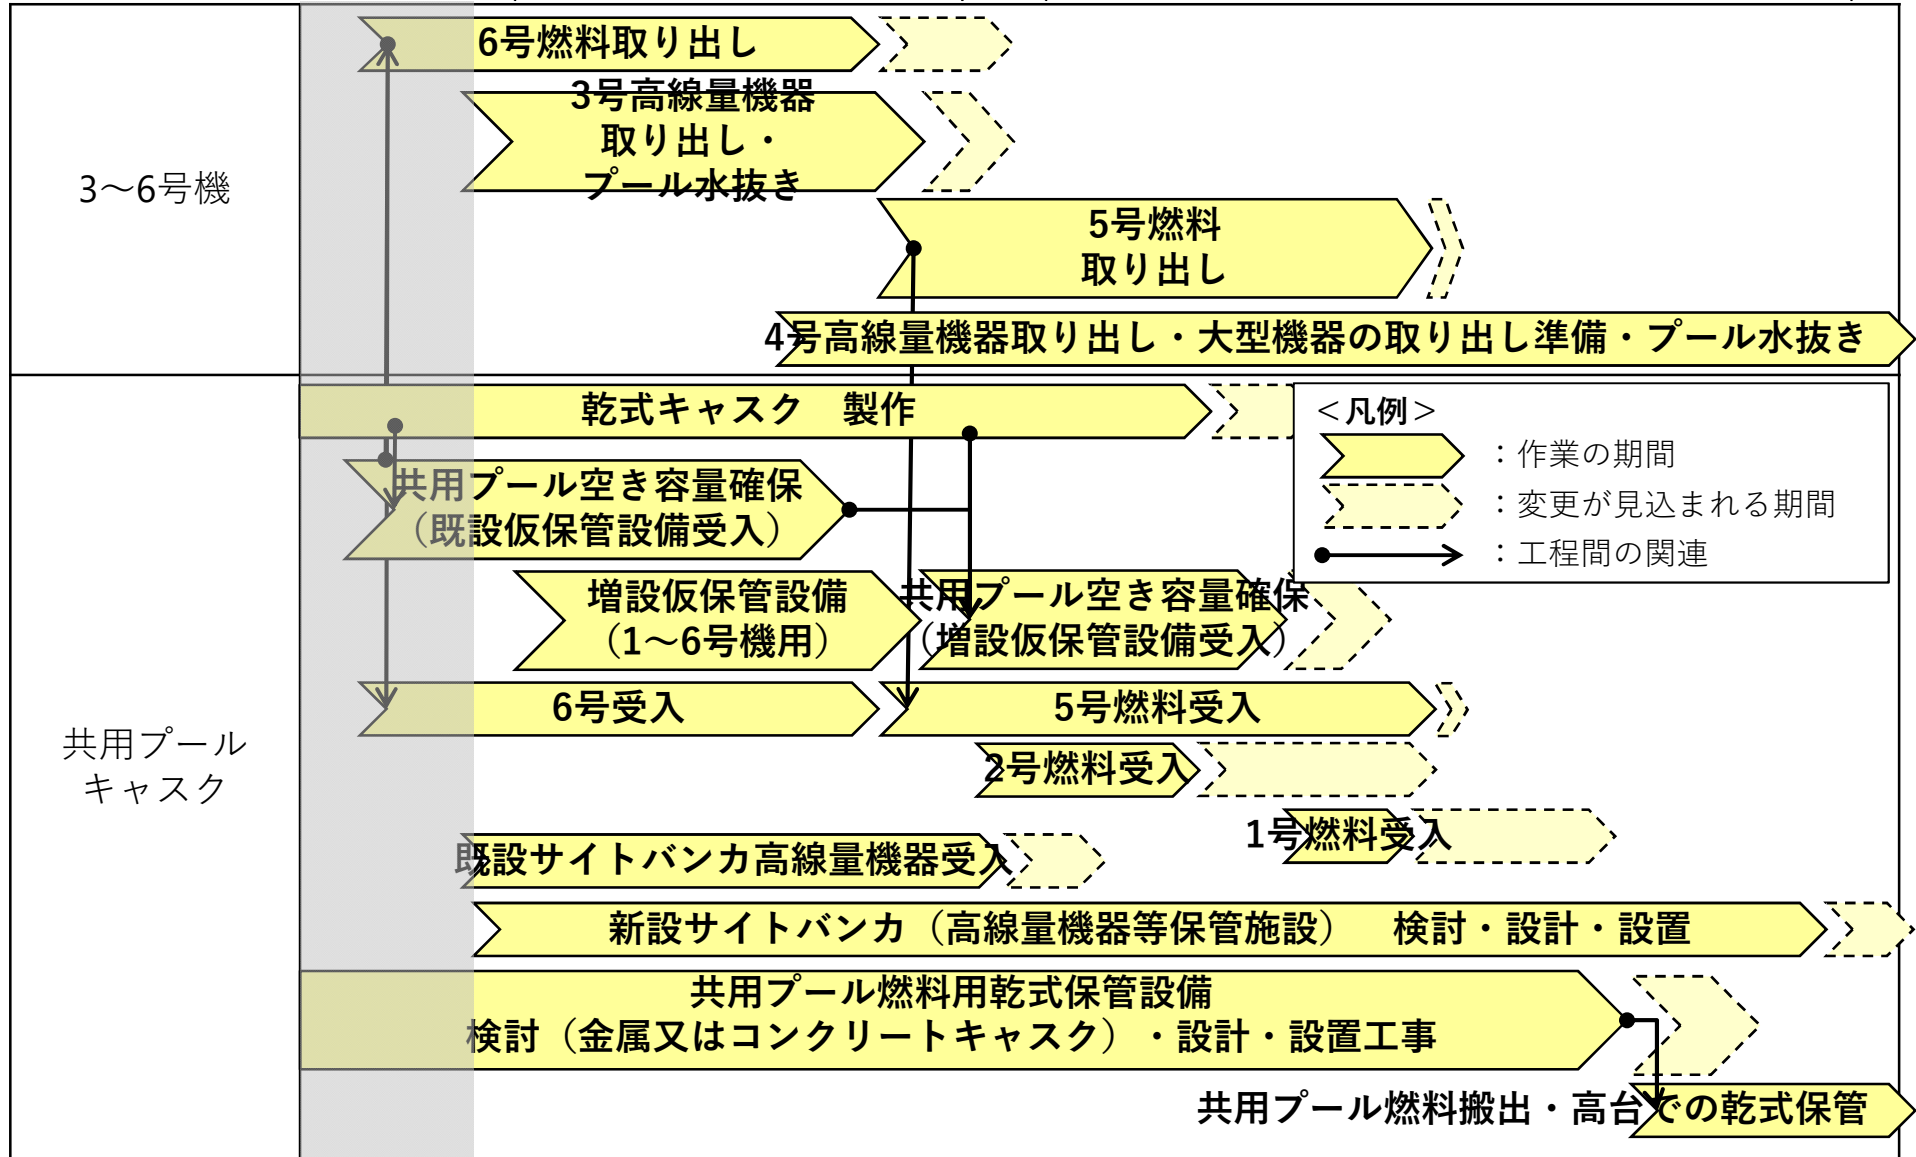 6号燃料取り出し
3号高線量機器
取り出し・
プール水抜き
3〜6号機
5号燃料
取り出し
4号高線量機器取り出し・大型機器の取り出し準備・プール水抜き
乾式キャスク　製作
＜凡例＞
：作業の期間
：変更が見込まれる期間
：工程間の関連
共用プール空き容量確保
（既設仮保管設備受入）
増設仮保管設備
（1〜6号機用）
共用プール空き容量確保
（増設仮保管設備受入）
6号受入
5号燃料受入
共用プール
キャスク
2号燃料受入
1号燃料受入
既設サイトバンカ高線量機器受入
新設サイトバンカ（高線量機器等保管施設）　検討・設計・設置
共用プール燃料用乾式保管設備
検討（金属又はコンクリートキャスク）・設計・設置工事
共用プール燃料搬出・高台での乾式保管